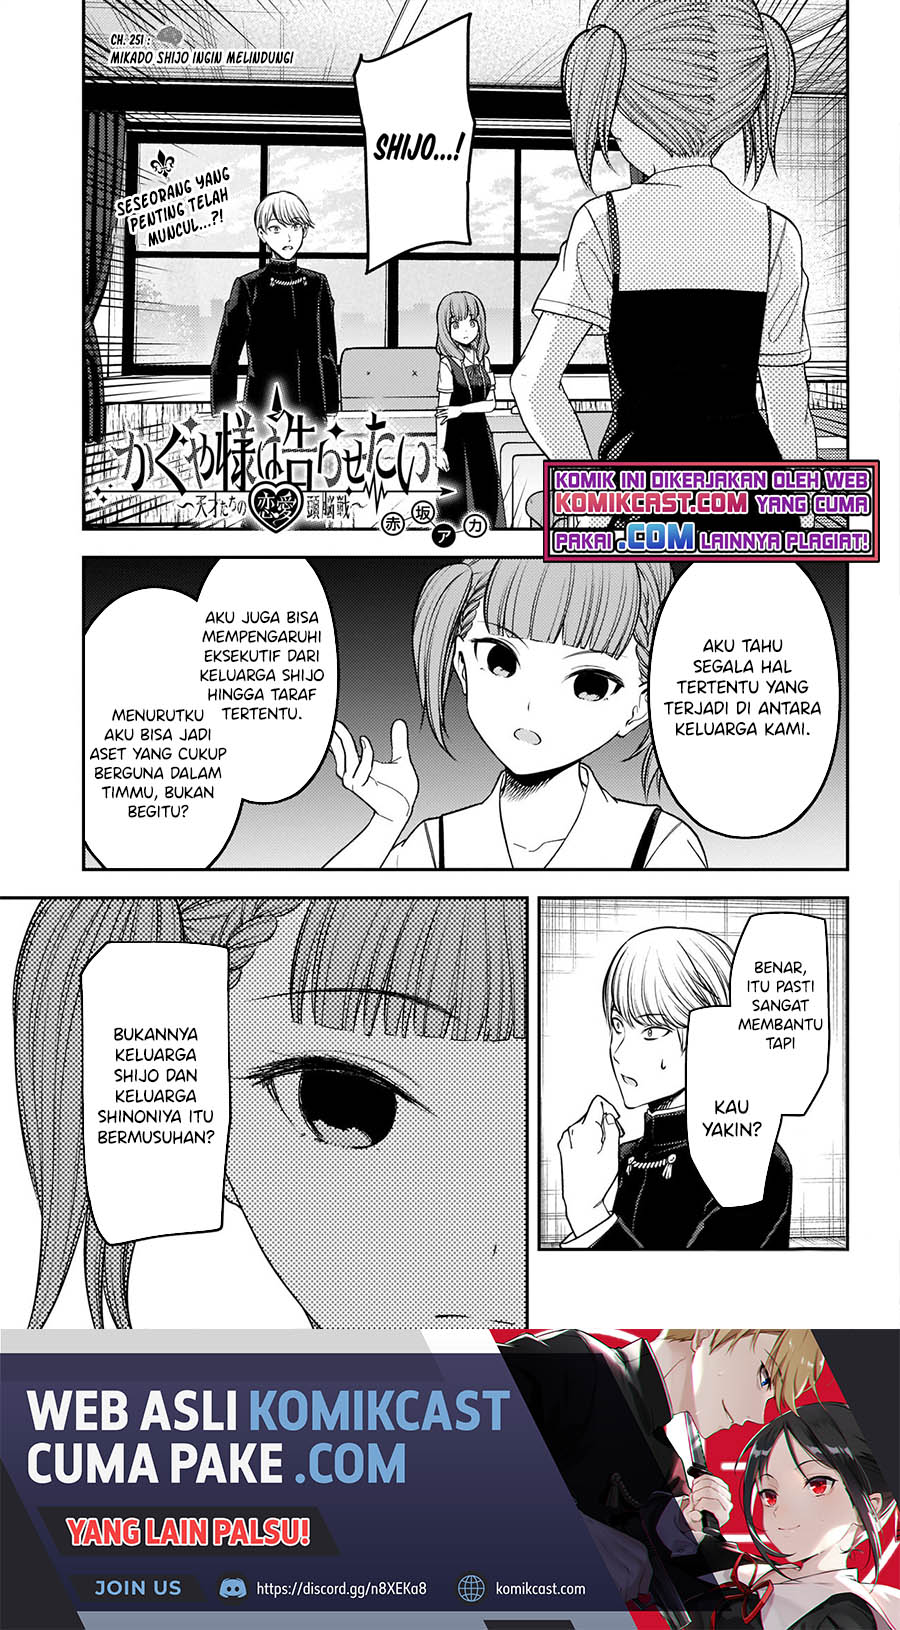 CH. 251 :
MIKADO SHIJO INGIN MELINDUNGI
SHIJO...!
SESEORANG YANG
PENTING TELAH
MUNCUL...?!
かぐや様は告らせたい
〜天才たちの恋愛頭脳戦〜
赤坂アカ
KOMIK INI DIKERJAKAN OLEH WEB
KOMIKCAST.COM YANG CUMA
PAKAI .COM LAINNYA PLAGIAT!
AKU TAHU
SEGALA HAL
TERTENTU YANG
TERJADI DI ANTARA
KELUARGA KAMI.
AKU JUGA BISA
MEMPENGARUHI
EKSEKUTIF DARI
KELUARGA SHIJO
HINGGA TARAF
TERTENTU.
MENURUTKU
AKU BISA JADI
ASET YANG CUKUP
BERGUNA DALAM
TIMMU, BUKAN
BEGITU?
BENAR,
ITU PASTI
SANGAT
MEMBANTU
TAPI
KAU
YAKIN?
BUKANNYA
KELUARGA
SHIJO DAN
KELUARGA
SHINONIYA ITU
BERMUSUHAN?
WEB ASLI KOMIKCAST
CUMA PAKE .COM
YANG LAIN PALSU!
JOIN US
https://discord.gg/n8XEKa8
komikcast.com